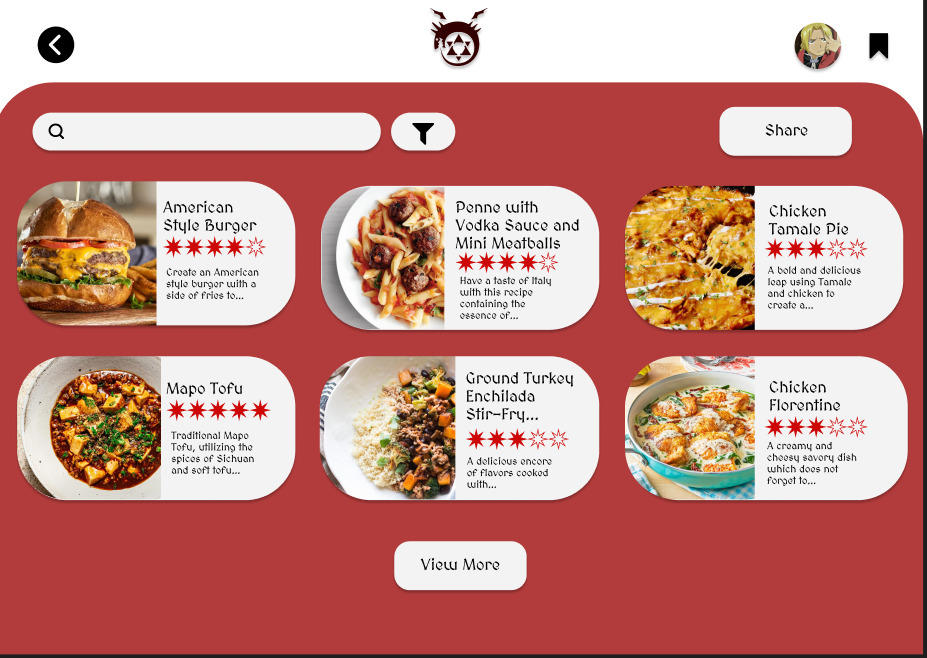 Share
American
Style Burger
Create an American
style burger with a
side of fries to...
Penne with
Vodka Sauce and
Mini Meatballs
Have a taste of Italy
with this recipe
containing the
essence of...
Chicken
Tamale Pie
A bold and delicious
leap using Tamale
and chicken to
create a...
Mapo Tofu
Traditional Mapo
Tofu, utilizing the
spices of Sichuan
and soft tofu...
Ground Turkey
Enchilada
Stir-Fry...
A delicious encore
of flavors cooked
with...
Chicken
Florentine
A creamy and
cheesy savory dish
which does not
forget to...
View More